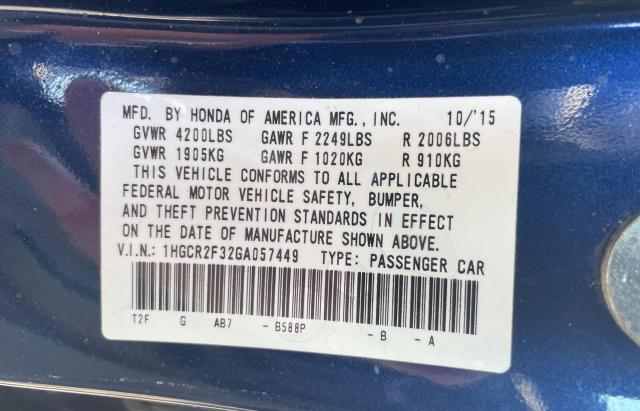 MFD. BY HONDA OF AMERICA MFG., INC. 10/'15
GVWR 4200LBS GAWR F 2249LBS R 2006LBS
GVWR 1905KG GAWR F 1020KG R 910KG
THIS VEHICLE CONFORMS TO ALL APPLICABLE
FEDERAL MOTOR VEHICLE SAFETY, BUMPER,
AND THEFT PREVENTION STANDARDS IN EFFECT
ON THE DATE OF MANUFACTURE SHOWN ABOVE.
V.I.N.: 1HGCR2F32GA057449 TYPE: PASSENGER CAR
T2F G AB7 - B588P - B - A